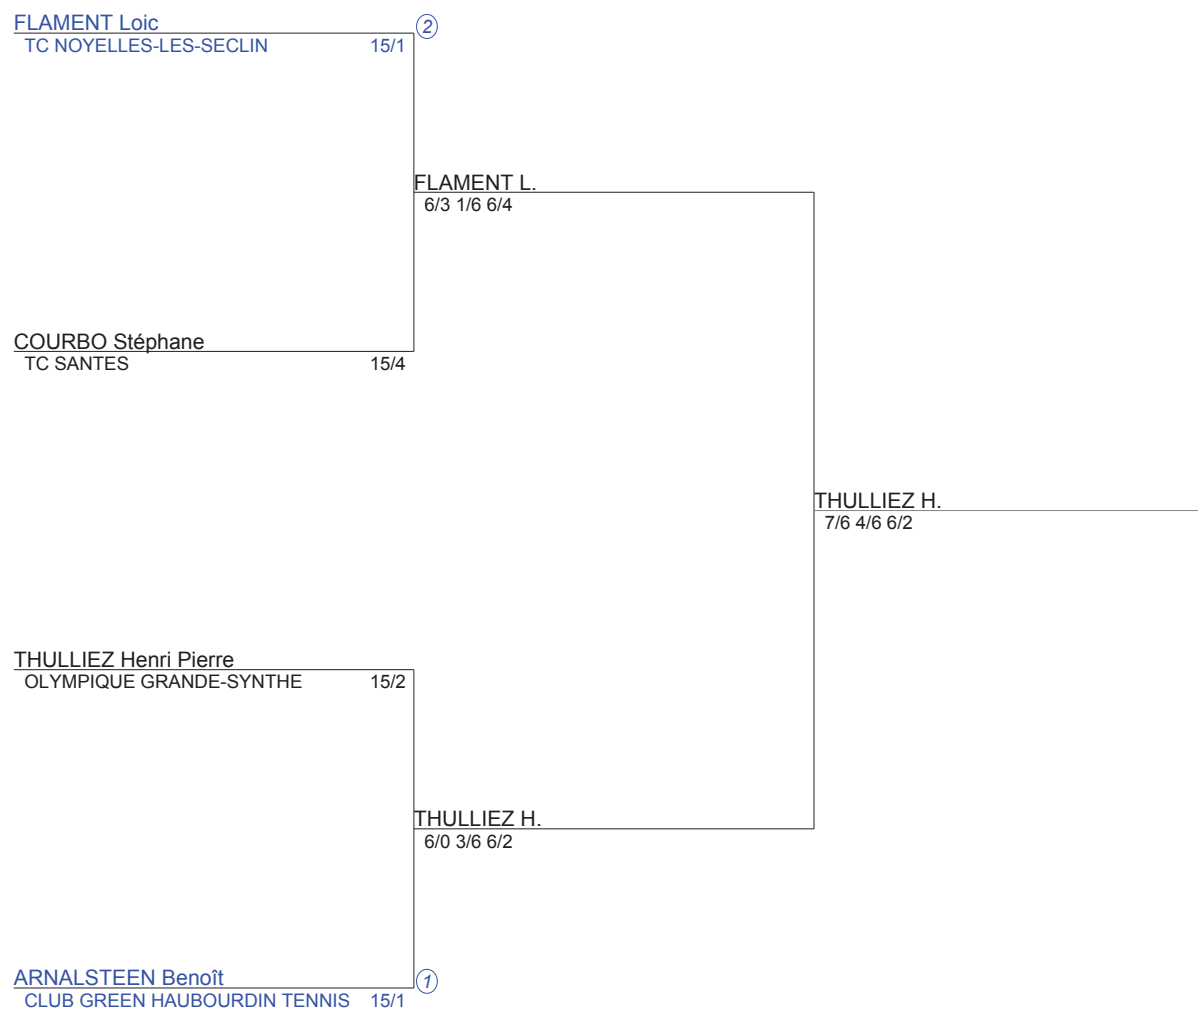 FLAMENT Loic
2
TC NOYELLES-LES-SECLIN 15/1
FLAMENT L.
6/3 1/6 6/4
COURBO Stéphane
TC SANTES 15/4
THULLIEZ H.
7/6 4/6 6/2
THULLIEZ Henri Pierre
OLYMPIQUE GRANDE-SYNTHE 15/2
THULLIEZ H.
6/0 3/6 6/2
ARNALSTEEN Benoît
1
CLUB GREEN HAUBOURDIN TENNIS 15/1